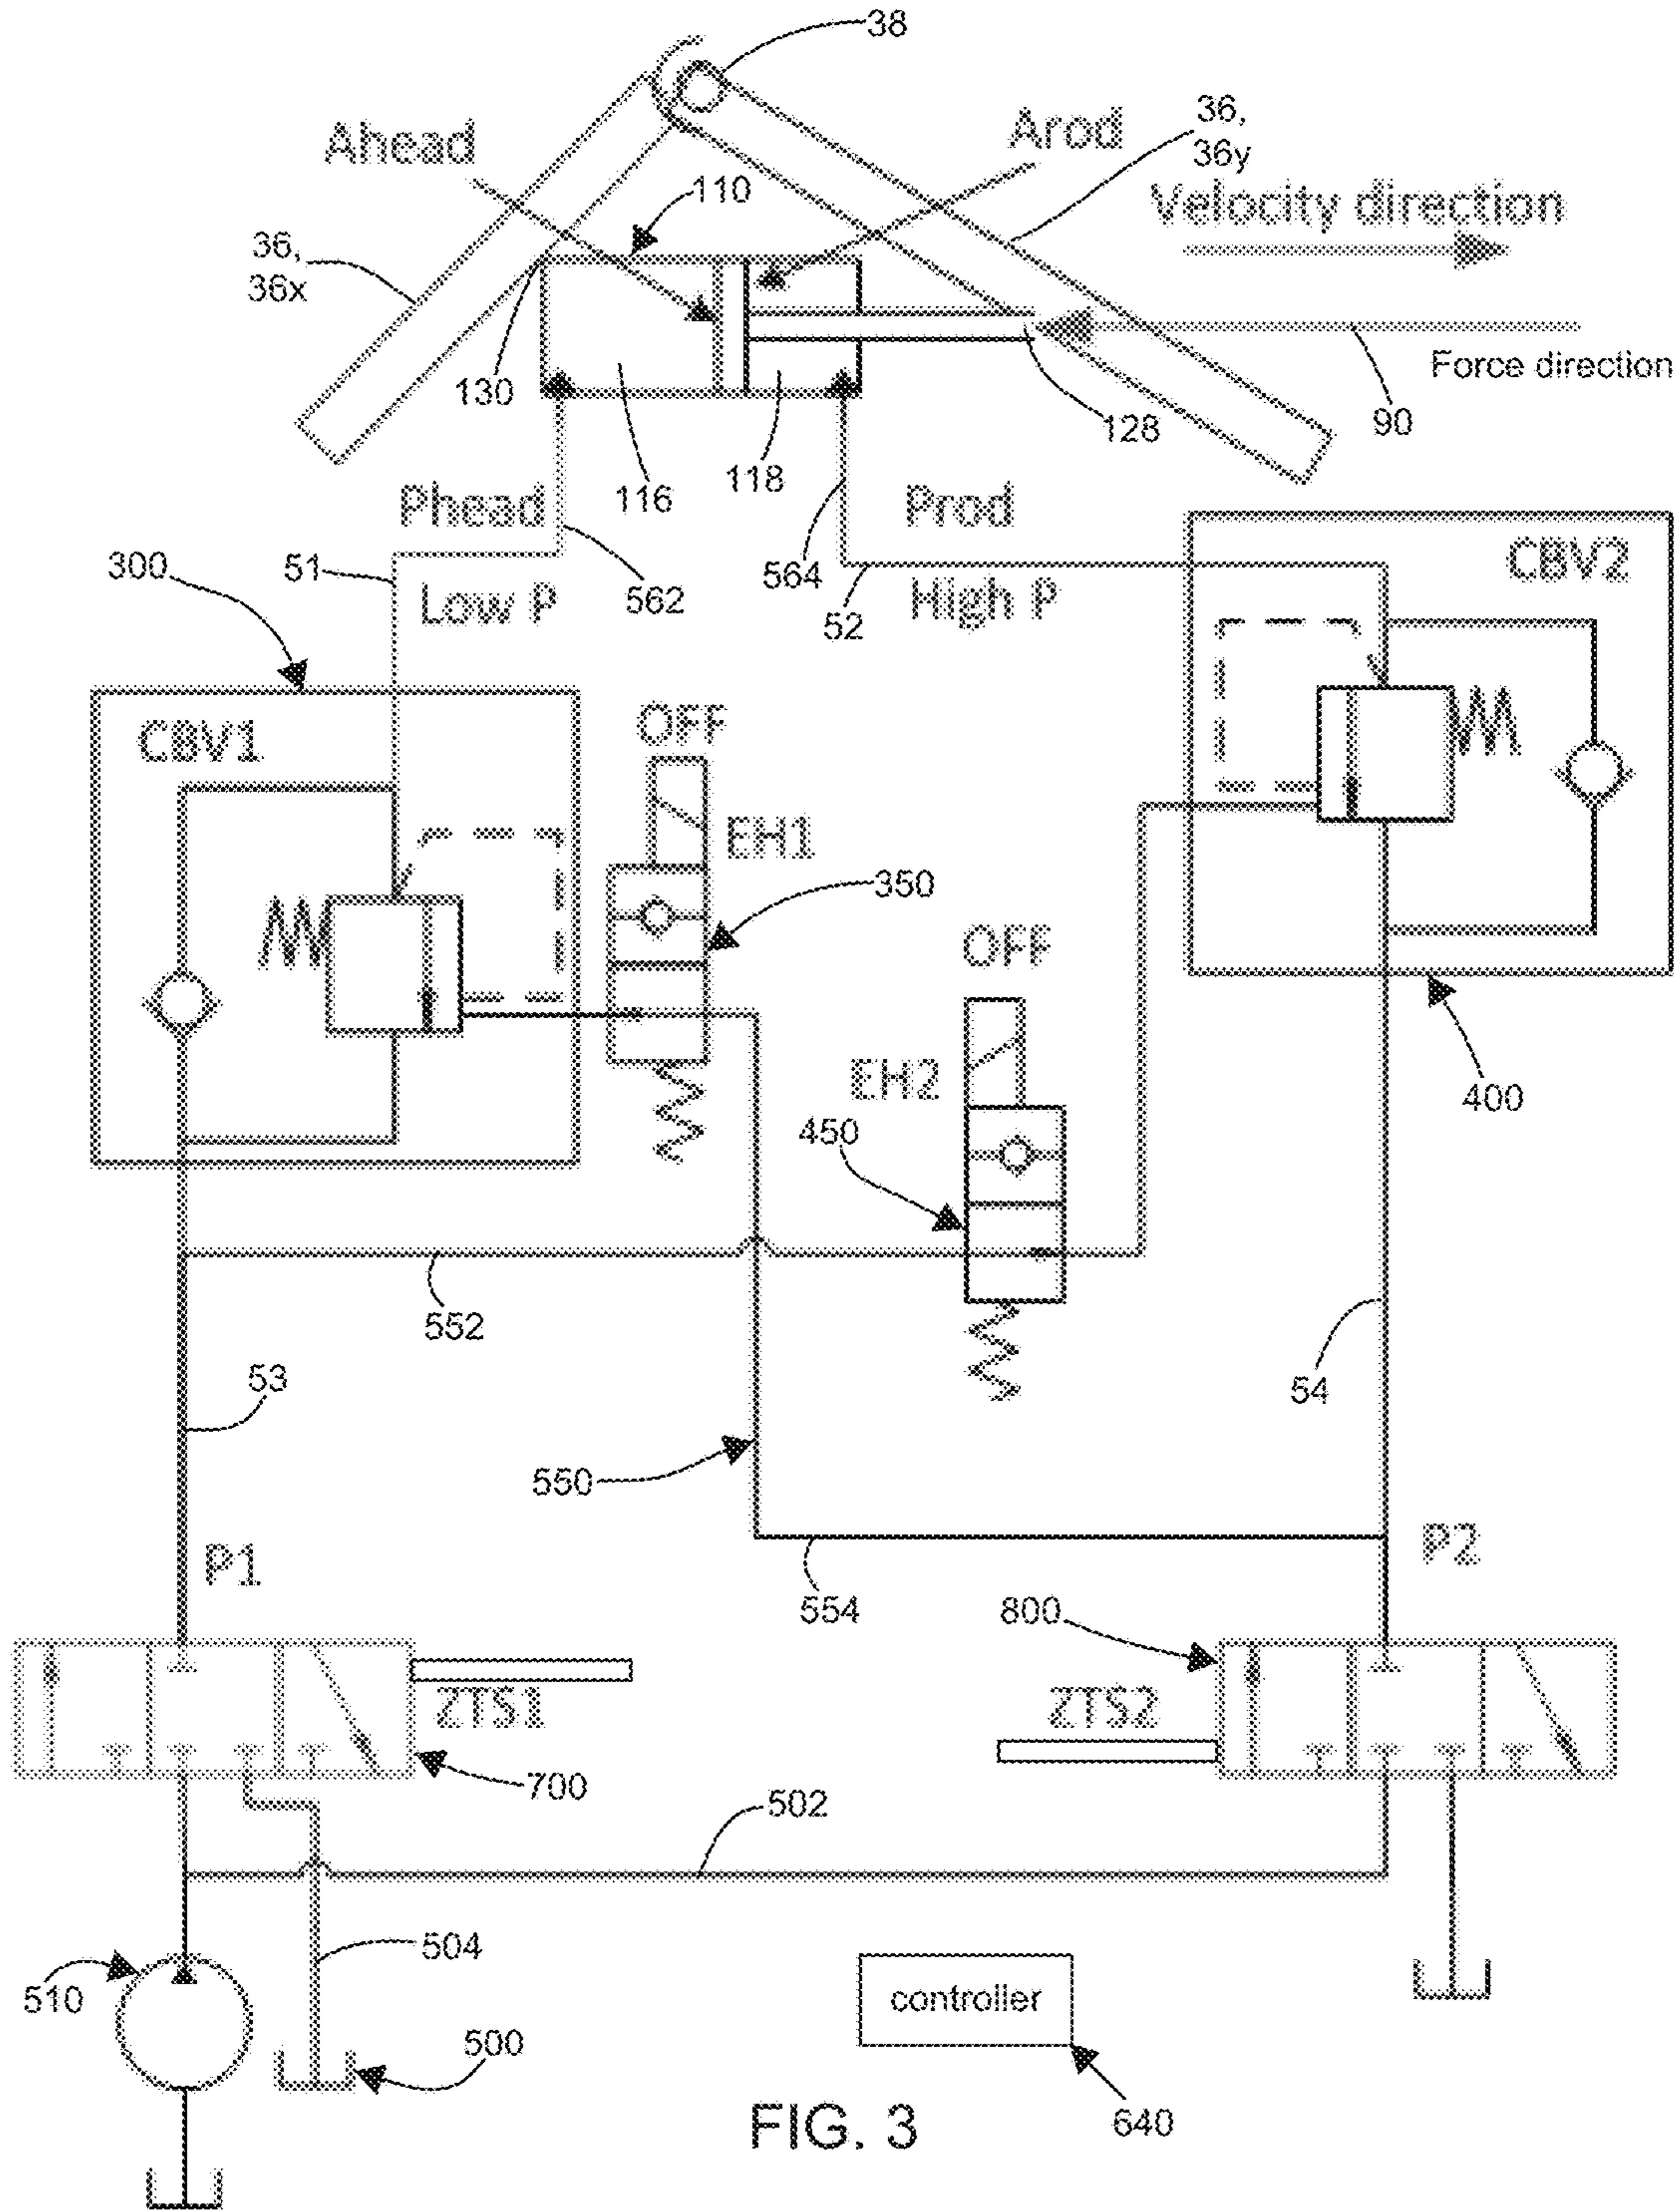 38
Ahead
Arod
36,
36y
110
Velocity direction
36,
36x
130
116
118
128
90
Force direction
Phead
Prod
51
562
564
52
Low P
High P
300
CBV2
CBV1
OFF
EH1
350
OFF
EH2
450
400
552
53
54
550
P1
P2
554
800
ZTS1
ZTS2
700
502
504
510
controller
500
640
FIG. 3